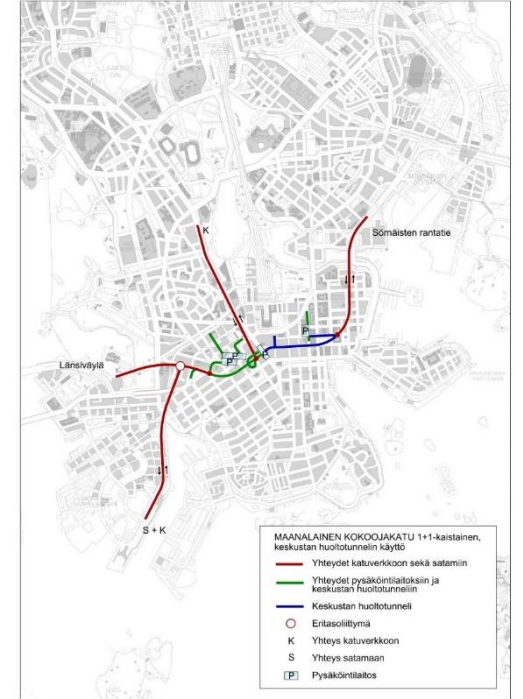 K
Sörnäisten rantatie
P
P
P
Länsiväylä
S + K
MAANALAINEN KOKOOJAKATU 1+1-kaistainen,
keskustan huoltotunnelin käyttö
Yhteydet katuverkkoon sekä satamiin
Yhteydet pysäköintilaitoksiin ja
keskustan huoltotunneliin
Keskustan huoltotunneli
Eritasoliittymä
K Yhteys katuverkkoon
S Yhteys satamaan
P Pysäköintilaitos